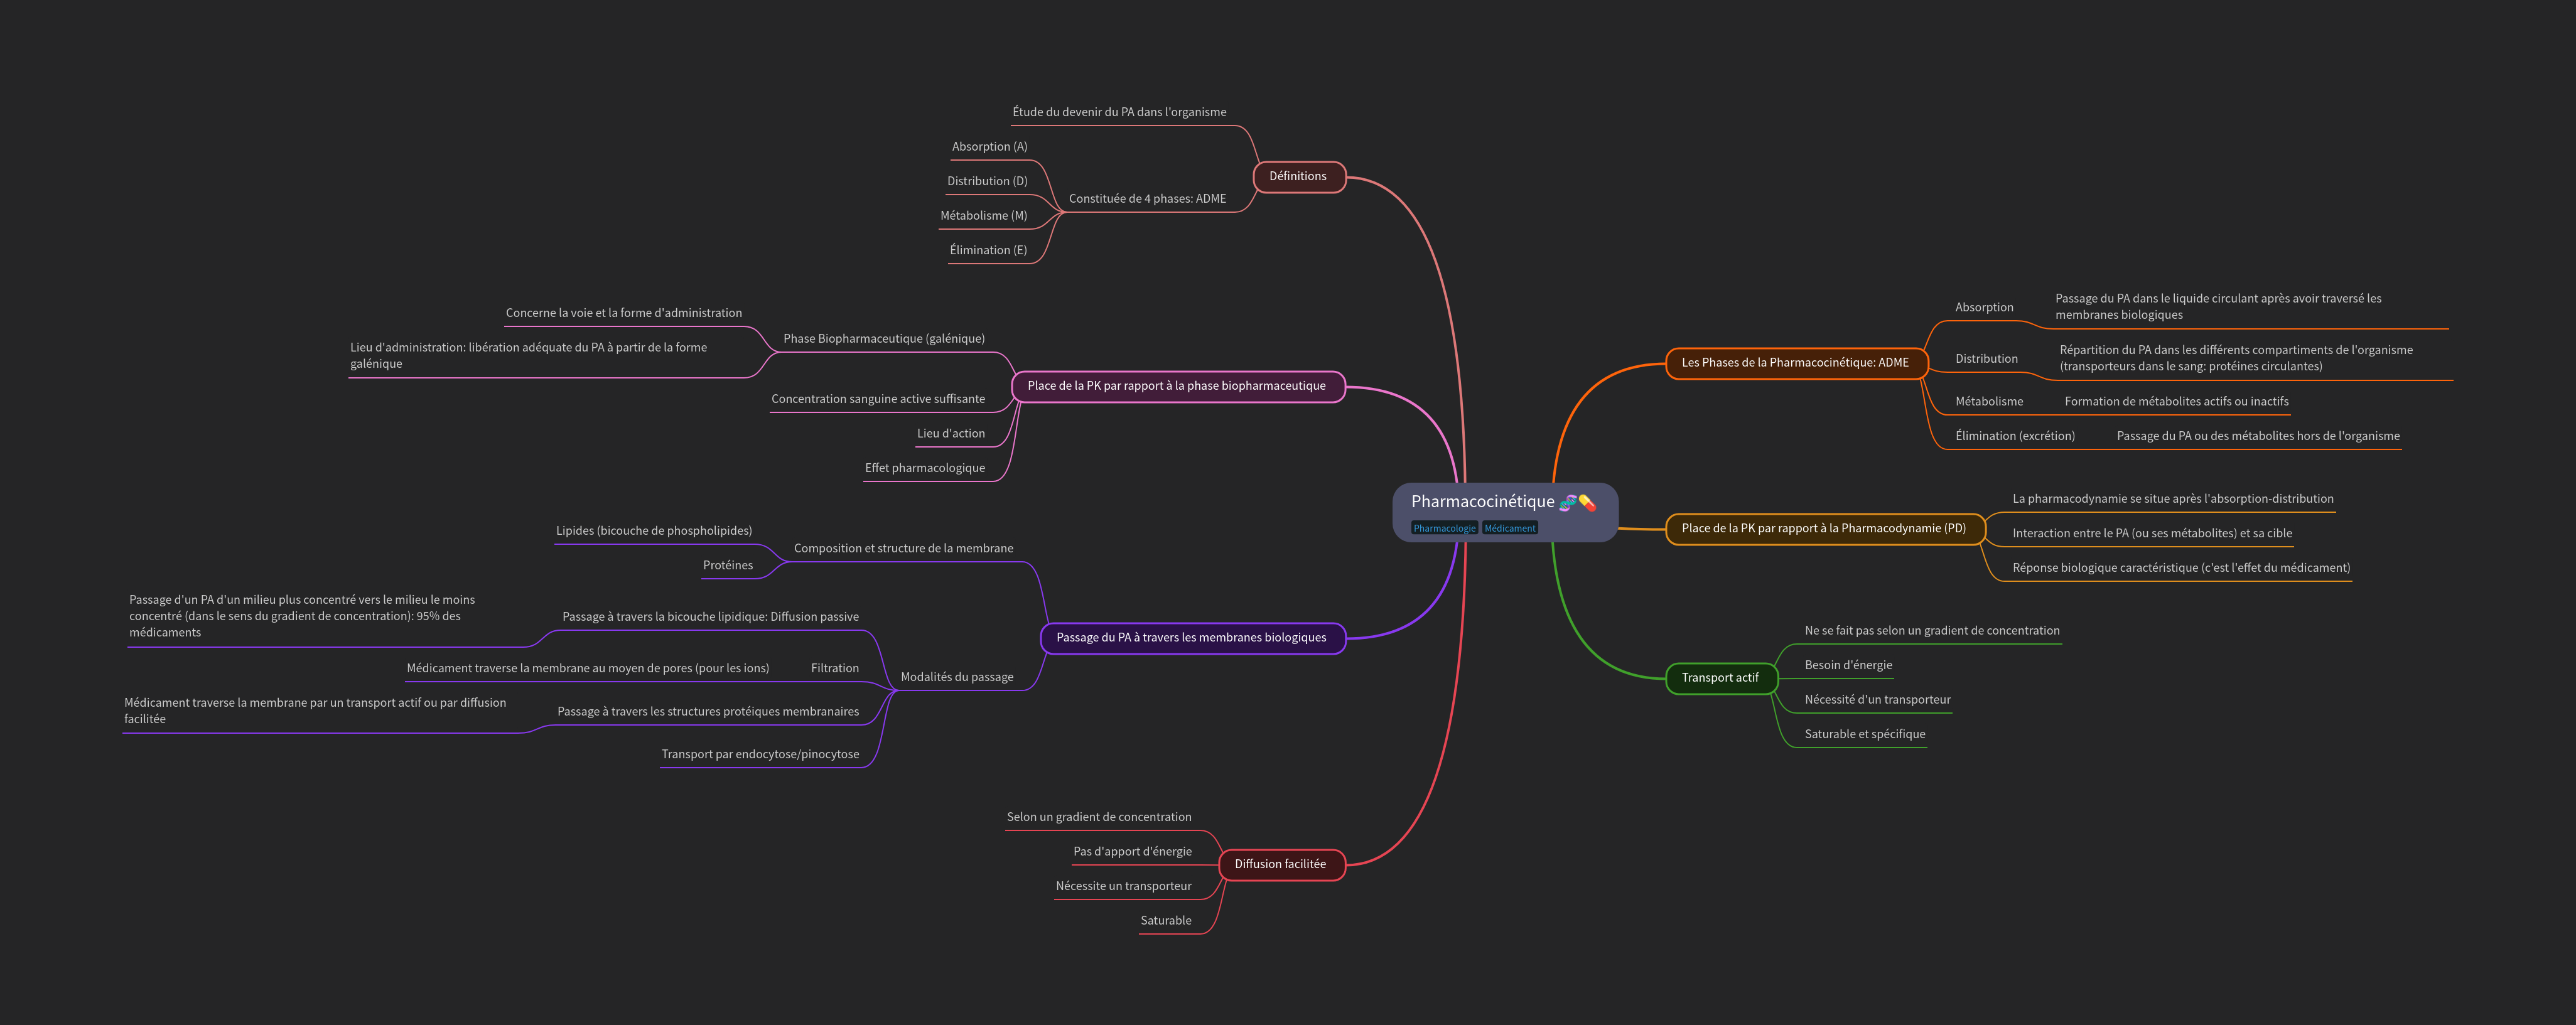 Pharmacocinétique 🧬💊
Pharmacologie Médicament
Définitions
Étude du devenir du PA dans l'organisme
Constituée de 4 phases: ADME
Absorption (A)
Distribution (D)
Métabolisme (M)
Élimination (E)
Place de la PK par rapport à la phase biopharmaceutique
Phase Biopharmaceutique (galénique)
Concerne la voie et la forme d'administration
Lieu d'administration: libération adéquate du PA à partir de la forme
galénique
Concentration sanguine active suffisante
Lieu d'action
Effet pharmacologique
Passage du PA à travers les membranes biologiques
Composition et structure de la membrane
Lipides (bicouche de phospholipides)
Protéines
Modalités du passage
Passage à travers la bicouche lipidique: Diffusion passive
Passage d'un PA d'un milieu plus concentré vers le milieu le moins
concentré (dans le sens du gradient de concentration): 95% des
médicaments
Filtration
Médicament traverse la membrane au moyen de pores (pour les ions)
Passage à travers les structures protéiques membranaires
Médicament traverse la membrane par un transport actif ou par diffusion
facilitée
Transport par endocytose/pinocytose
Diffusion facilitée
Selon un gradient de concentration
Pas d'apport d'énergie
Nécessite un transporteur
Saturable
Les Phases de la Pharmacocinétique: ADME
Absorption
Passage du PA dans le liquide circulant après avoir traversé les
membranes biologiques
Distribution
Répartition du PA dans les différents compartiments de l'organisme
(transporteurs dans le sang: protéines circulantes)
Métabolisme
Formation de métabolites actifs ou inactifs
Élimination (excrétion)
Passage du PA ou des métabolites hors de l'organisme
Place de la PK par rapport à la Pharmacodynamie (PD)
La pharmacodynamie se situe après l'absorption-distribution
Interaction entre le PA (ou ses métabolites) et sa cible
Réponse biologique caractéristique (c'est l'effet du médicament)
Transport actif
Ne se fait pas selon un gradient de concentration
Besoin d'énergie
Nécessité d'un transporteur
Saturable et spécifique